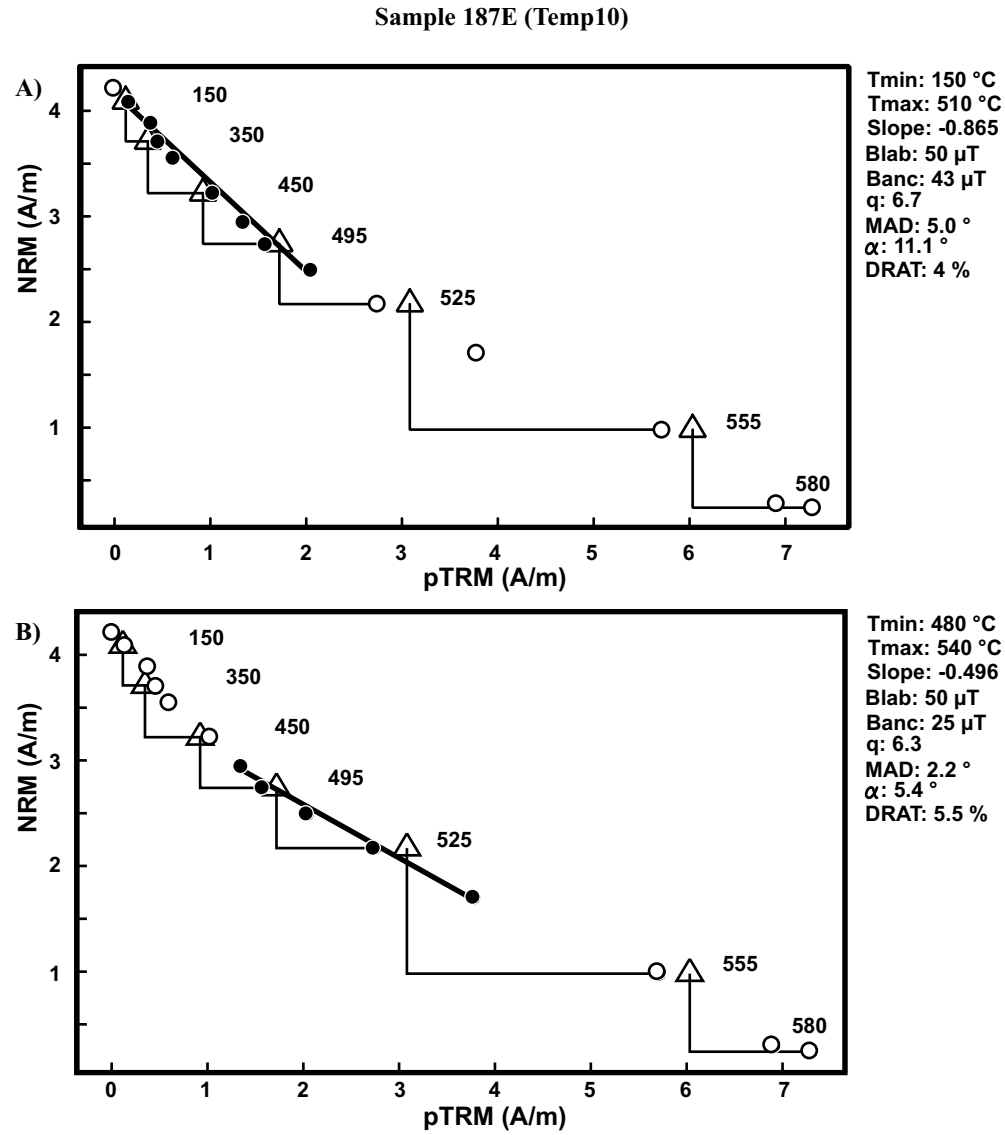 Sample 187E (Temp10)
A)
4
3
2
1
NRM (A/m)
150
350
450
495
525
555
580
0 1 2 3 4 5 6 7
pTRM (A/m)
Tmin: 150 °C
Tmax: 510 °C
Slope: -0.865
Blab: 50 µT
Banc: 43 µT
q: 6.7
MAD: 5.0 °
α: 11.1 °
DRAT: 4 %
B)
4
3
2
1
NRM (A/m)
150
350
450
495
525
555
580
0 1 2 3 4 5 6 7
pTRM (A/m)
Tmin: 480 °C
Tmax: 540 °C
Slope: -0.496
Blab: 50 µT
Banc: 25 µT
q: 6.3
MAD: 2.2 °
α: 5.4 °
DRAT: 5.5 %